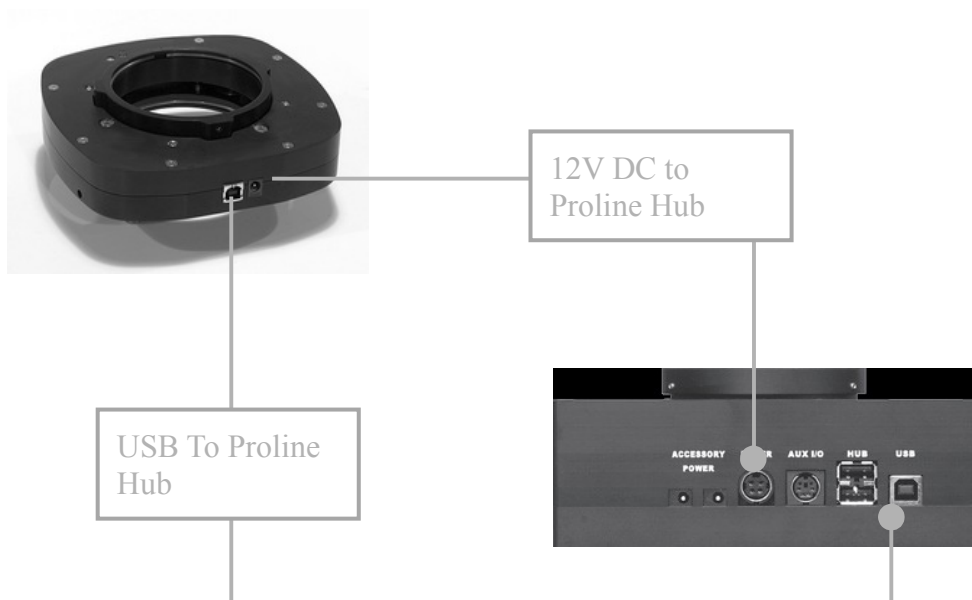 12V DC to
Proline Hub
USB To Proline
Hub
ACCESSORY
POWER
AUX I/O
HUB
USB